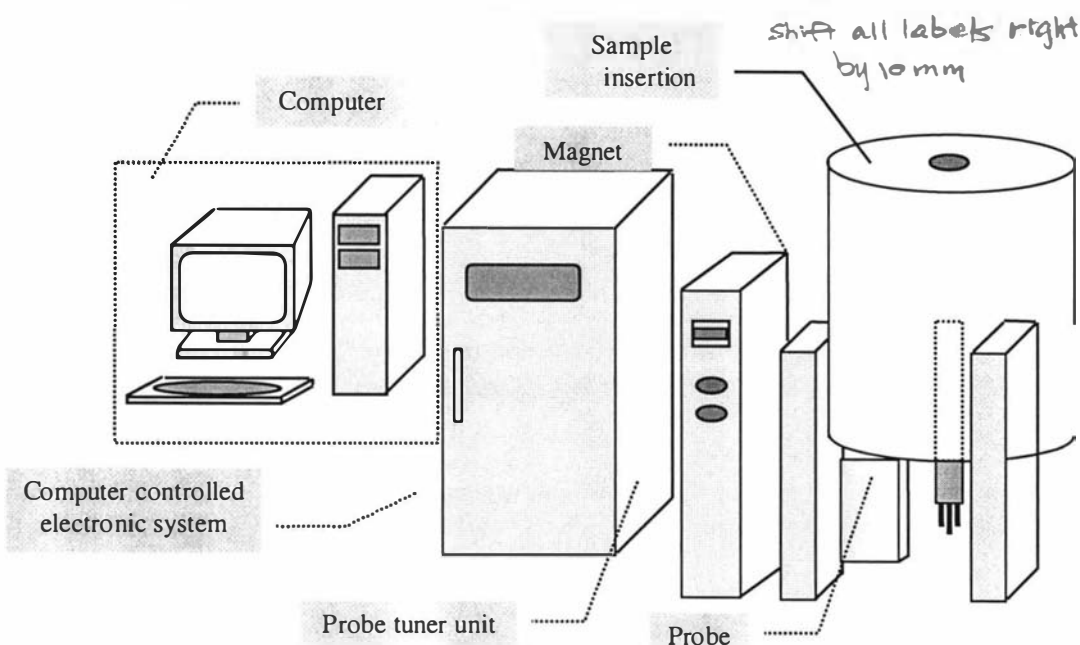 shift all labels right
by 10mm
Sample
insertion
Computer
Magnet
Computer controlled
electronic system
Probe tuner unit
Probe